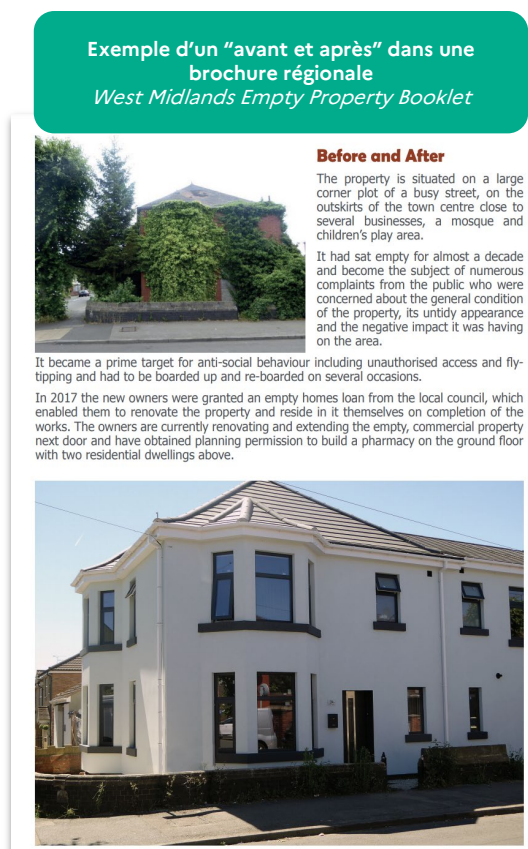 Exemple d’un “avant et après” dans une
brochure régionale
West Midlands Empty Property Booklet
Before and After
The property is situated on a large
corner plot of a busy street, on the
outskirts of the town centre close to
several businesses, a mosque and
children’s play area.
It had sat empty for almost a decade
and become the subject of numerous
complaints from the public who were
concerned about the general condition
of the property, its untidy appearance
and the negative impact it was having
on the area.
It became a prime target for anti-social behaviour including unauthorised access and fly-
tipping and had to be boarded up and re-boarded on several occasions.
In 2017 the new owners were granted an empty homes loan from the local council, which
enabled them to renovate the property and reside in it themselves on completion of the
works. The owners are currently renovating and extending the empty, commercial property
next door and have obtained planning permission to build a pharmacy on the ground floor
with two residential dwellings above.